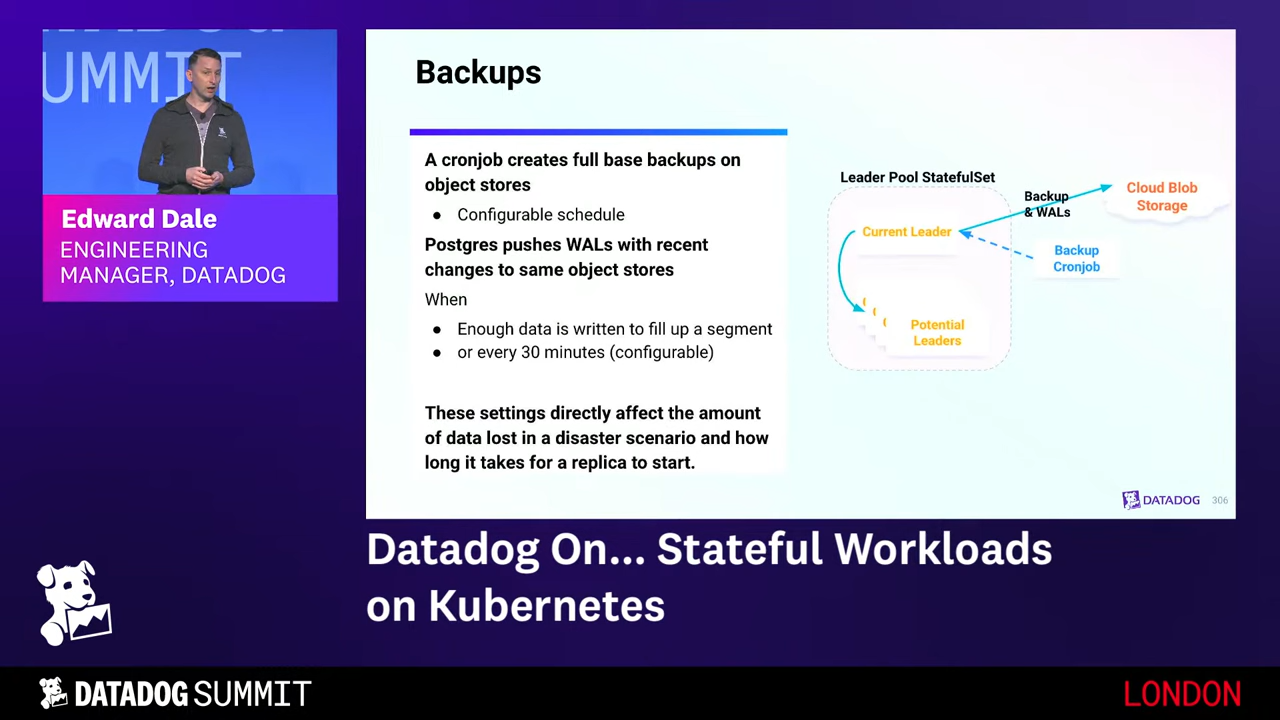 UMMIT
Edward Dale
ENGINEERING
MANAGER, DATADOG
Backups
A cronjob creates full base backups on
object stores
● Configurable schedule
Postgres pushes WALs with recent
changes to same object stores
When
● Enough data is written to fill up a segment
● or every 30 minutes (configurable)
These settings directly affect the amount
of data lost in a disaster scenario and how
long it takes for a replica to start.
Leader Pool StatefulSet
Current Leader
Potential
Leaders
Backup
& WALs
Cloud Blob
Storage
Backup
Cronjob
DATADOG 306
Datadog On... Stateful Workloads
on Kubernetes
DATADOG SUMMIT
LONDON